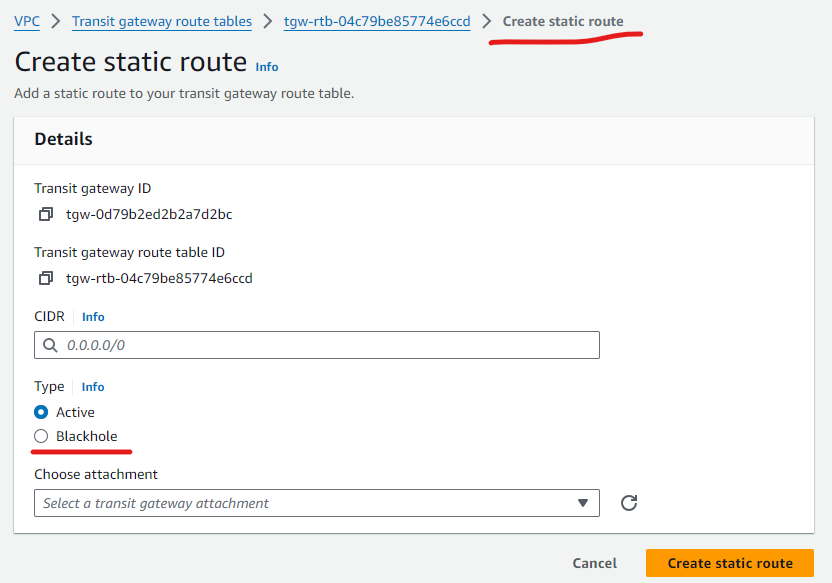 VPC > Transit gateway route tables > tgw-rtb-04c79be85774e6ccd > Create static route
Create static route Info
Add a static route to your transit gateway route table.
Details
Transit gateway ID
tgw-0d79b2ed2b2a7d2bc
Transit gateway route table ID
tgw-rtb-04c79be85774e6ccd
CIDR Info
0.0.0.0/0
Type Info
Active
Blackhole
Choose attachment
Select a transit gateway attachment
Cancel Create static route